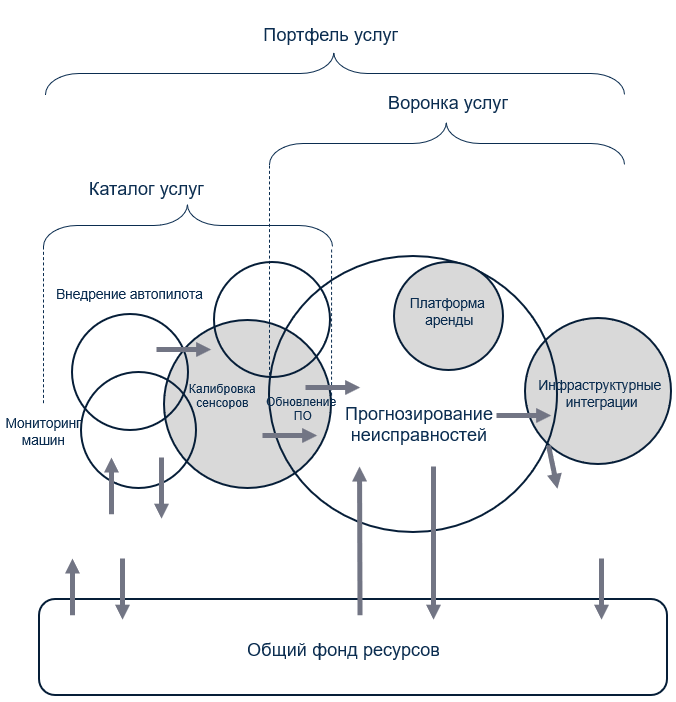 Портфель услуг
Воронка услуг
Каталог услуг
Внедрение автопилота
Платформа
аренды
Калибровка
сенсоров
Обновление
ПО
Инфраструктурные
интеграции
Мониторинг
машин
Прогнозирование
неисправностей
Общий фонд ресурсов